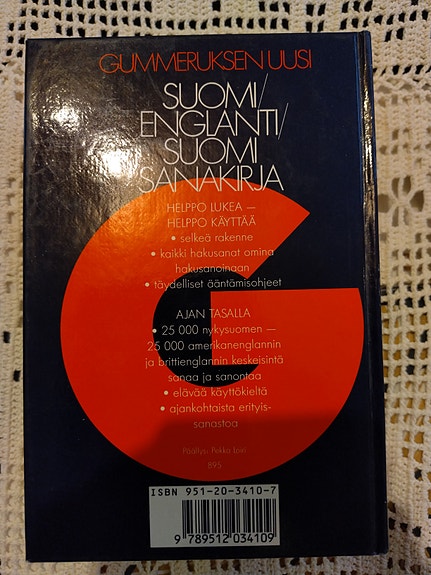 GUMMERUKSEN UUSI
SUOMI/
ENGLANTI/
SUOMI
SANAKIRJA
HELPPO LUKEA —
HELPPO KÄYTTÄÄ
• selkeä rakenne
• kaikki hakusanat omina
hakusanoinaan
• täydelliset ääntämisohjeet
AJAN TASALLA
• 25 000 nykysuomen —
25 000 amerikanenglannin
ja brittienglannin keskeisintä
sanaa ja sanontaa
• elävää käyttökieltä
• ajankohtaista erityis-
sanastoa
Päällys: Pekka Loiri
895
ISBN 951-20-3410-7
9 789512 034109